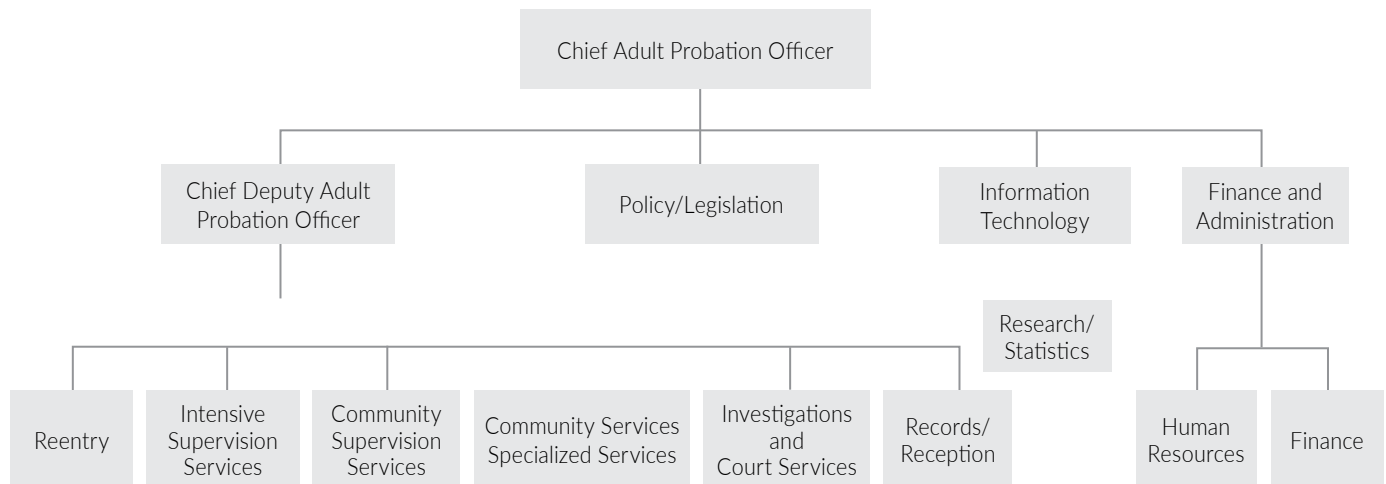 Chief Adult Probation Officer
Chief Deputy Adult
Probation Officer
Policy/Legislation
Information
Technology
Finance and
Administration
Research/
Statistics
Reentry
Intensive
Supervision
Services
Community
Supervision
Services
Community Services
Specialized Services
Investigations
and
Court Services
Records/
Reception
Human
Resources
Finance